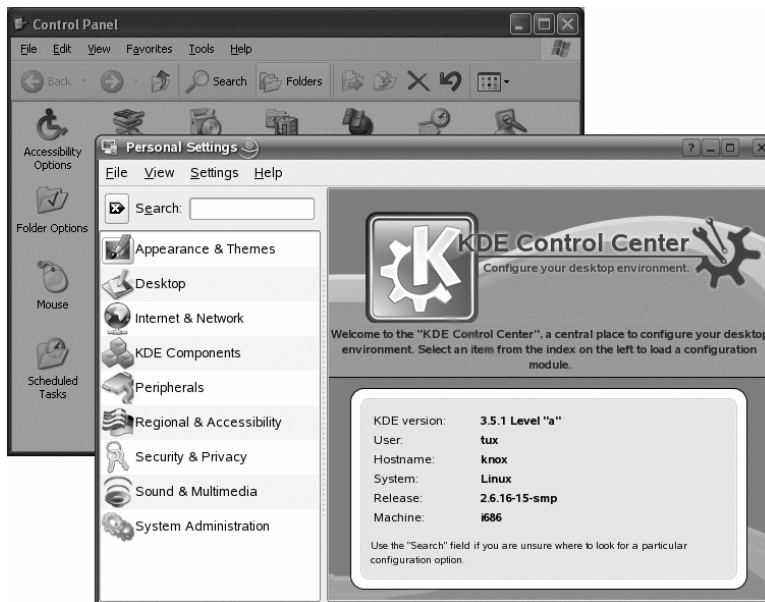 Control Panel
File Edit View Favorites Tools Help
Back Search Folders
Accessibility
Options
Folder Options
Mouse
Scheduled
Tasks
Personal Settings
File View Settings Help
Search:
Appearance & Themes
Desktop
Internet & Network
KDE Components
Peripherals
Regional & Accessibility
Security & Privacy
Sound & Multimedia
System Administration
KDE Control Center
Configure your desktop environment.
Welcome to the "KDE Control Center", a central place to configure your desktop
environment. Select an item from the index on the left to load a configuration
module.
KDE version: 3.5.1 Level "a"
User: tux
Hostname: knox
System: Linux
Release: 2.6.16-15-smp
Machine: i686
Use the "Search" field if you are unsure where to look for a particular
configuration option.